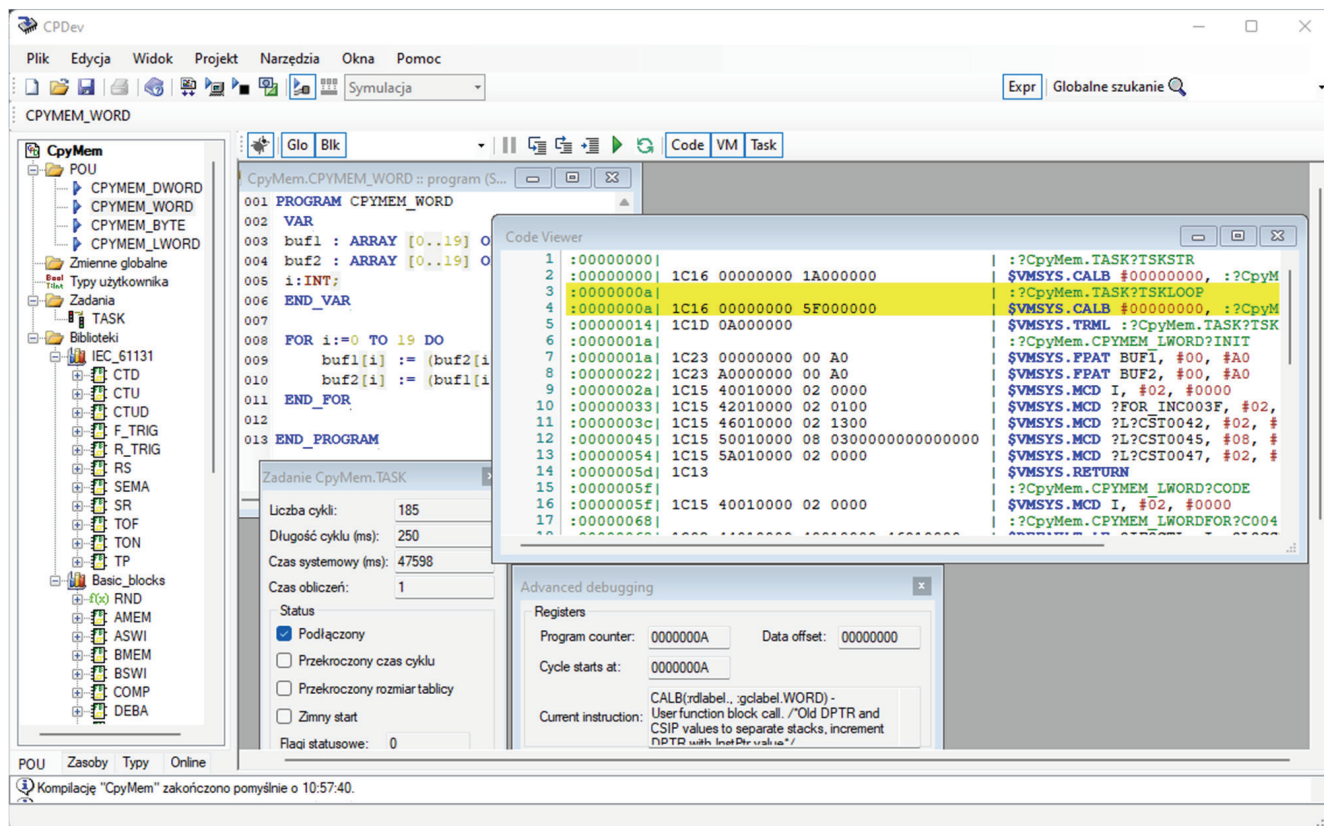 CPDev
Plik Edycja Widok Projekt Narzędzia Okna Pomoc
Symulacja Expr Globalne szukanie
CPYMEM_WORD
CpyMem
POU
CPYMEM_DWORD
CPYMEM_WORD
CPYMEM_BYTE
CPYMEM_LWORD
Zmienne globalne
Typy użytkownika
Zadania
TASK
Biblioteki
IEC_61131
CTD
CTU
CTUD
F_TRIG
R_TRIG
RS
SEMA
SR
TOF
TON
TP
Basic_blocks
f(x) RND
AMEM
ASWI
BMEM
BSWI
COMP
DEBA
POU Zasoby Typy Online
Glo Blk Code VM Task
CpyMem.CPYMEM_WORD :: program (S...
001 PROGRAM CPYMEM_WORD
002 VAR
003 buf1 : ARRAY [0..19] O
004 buf2 : ARRAY [0..19] O
005 i:INT;
006 END_VAR
007
008 FOR i:=0 TO 19 DO
009 buf1[i] := (buf2[i
010 buf2[i] := (buf1[i
011 END_FOR
012
013 END_PROGRAM
Code Viewer
1 :00000000| | :?CpyMem.TASK?TSKSTR
2 :00000000| 1C16 00000000 1A000000 | $VMSYS.CALB #00000000, :?CpyM
3 :0000000a| | :?CpyMem.TASK?TSKLOOP
4 :0000000a| 1C16 00000000 5F000000 | $VMSYS.CALB #00000000, :?CpyM
5 :00000014| 1C1D 0A000000 | $VMSYS.TRML :?CpyMem.TASK?TSK
6 :0000001a| | :?CpyMem.CPYMEM_LWORD?INIT
7 :0000001a| 1C23 00000000 00 A0 | $VMSYS.FPAT BUF1, #00, #A0
8 :00000022| 1C23 A0000000 00 A0 | $VMSYS.FPAT BUF2, #00, #A0
9 :0000002a| 1C15 40010000 02 0000 | $VMSYS.MCD I, #02, #0000
10 :00000033| 1C15 42010000 02 0100 | $VMSYS.MCD ?FOR_INC003F, #02,
11 :0000003c| 1C15 46010000 02 1300 | $VMSYS.MCD ?L?CST0042, #02, #
12 :00000045| 1C15 50010000 08 0300000000000000 | $VMSYS.MCD ?L?CST0045, #08, #
13 :00000054| 1C15 5A010000 02 0000 | $VMSYS.MCD ?L?CST0047, #02, #
14 :0000005d| 1C13 | $VMSYS.RETURN
15 :0000005f| | :?CpyMem.CPYMEM_LWORD?CODE
16 :0000005f| 1C15 40010000 02 0000 | $VMSYS.MCD I, #02, #0000
17 :00000068| | :?CpyMem.CPYMEM_LWORDFOR?C004
Zadanie CpyMem.TASK
Liczba cykli: 185
Długość cyklu (ms): 250
Czas systemowy (ms): 47598
Czas obliczeń: 1
Status
Podłączony
Przekroczony czas cyklu
Przekroczony rozmiar tablicy
Zimny start
Flagi statusowe: 0
Advanced debugging
Registers
Program counter: 0000000A Data offset: 00000000
Cycle starts at: 0000000A
Current instruction: CALB(:rdlabel., :gclabel.WORD) -
User function block call. /*Old DPTR and
CSIP values to separate stacks, increment
DPTR with InstPtr value*/
Kompilację "CpyMem" zakończono pomyślnie o 10:57:40.